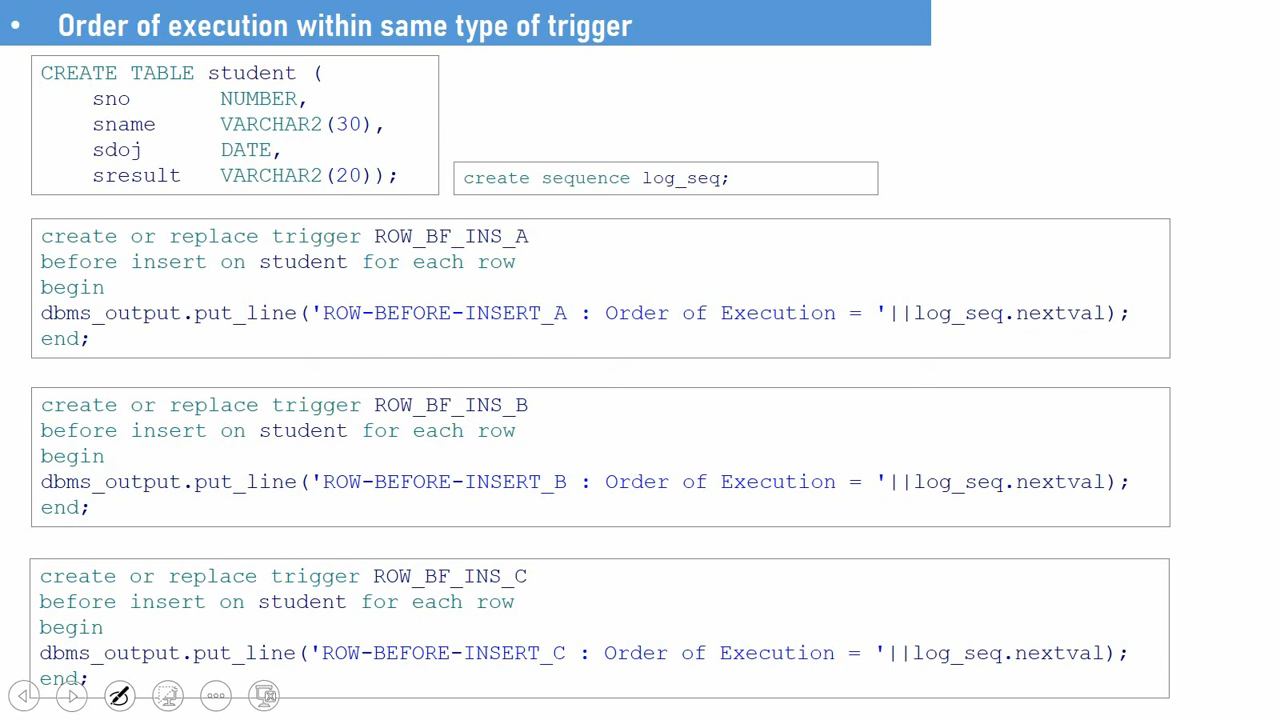 • Order of execution within same type of trigger
CREATE TABLE student (
sno NUMBER,
sname VARCHAR2(30),
sdoj DATE,
sresult VARCHAR2(20));
create sequence log_seq;
create or replace trigger ROW_BF_INS_A
before insert on student for each row
begin
dbms_output.put_line('ROW-BEFORE-INSERT_A : Order of Execution = '||log_seq.nextval);
end;
create or replace trigger ROW_BF_INS_B
before insert on student for each row
begin
dbms_output.put_line('ROW-BEFORE-INSERT_B : Order of Execution = '||log_seq.nextval);
end;
create or replace trigger ROW_BF_INS_C
before insert on student for each row
begin
dbms_output.put_line('ROW-BEFORE-INSERT_C : Order of Execution = '||log_seq.nextval);
end;